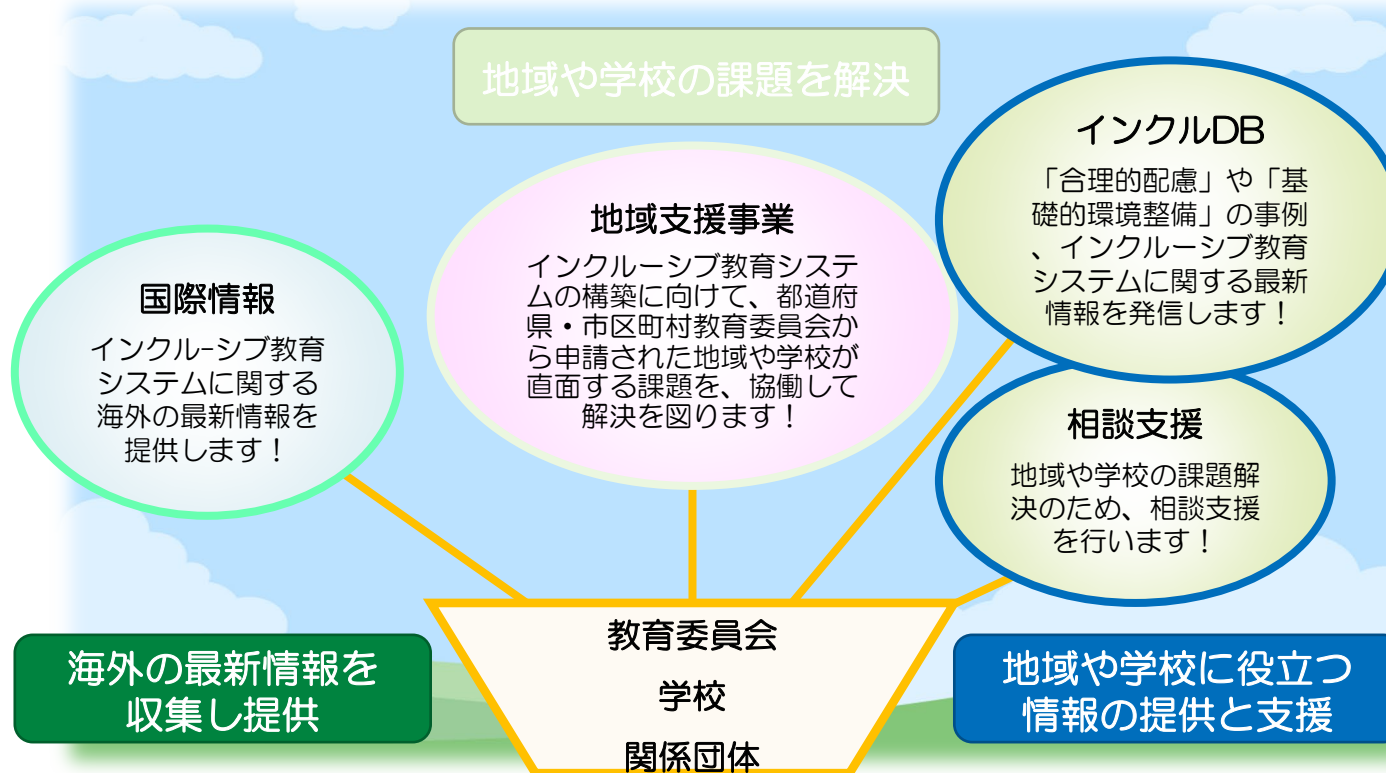 地域や学校の課題を解決
インクルDB
「合理的配慮」や「基
礎的環境整備」の事例
、インクルーシブ教育
システムに関する最新
情報を発信します！
地域支援事業
インクルーシブ教育システ
ムの構築に向けて、都道府
県・市区町村教育委員会か
ら申請された地域や学校が
直面する課題を、協働して
解決を図ります！
国際情報
インクル-シブ教育
システムに関する
海外の最新情報を
提供します！
相談支援
地域や学校の課題解
決のため、相談支援
を行います！
教育委員会
学校
関係団体
海外の最新情報を
収集し提供
地域や学校に役立つ
情報の提供と支援